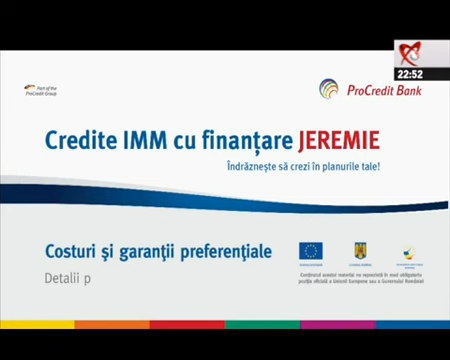 22:52
Part of the
ProCredit Group
ProCredit Bank
Credite IMM cu finanțare JEREMIE
Îndrăznește să crezi în planurile tale!
Costuri și garanții preferențiale
Detalii p
Conținutul acestui material nu reprezintă în mod obligatoriu
poziția oficială a Uniunii Europene sau a Guvernului României